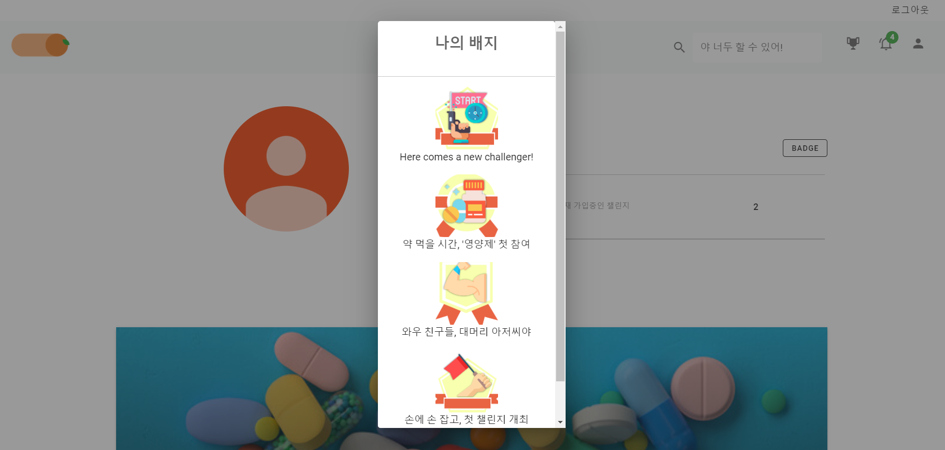 로그아웃
야 너두 할 수 있어!
4
나의 배지
START
Here comes a new challenger!
약 먹을 시간, '영양제' 첫 참여
와우 친구들, 대머리 아저씨야
손에 손 잡고, 첫 챌린지 개최
BADGE
가입중인 챌린지
2